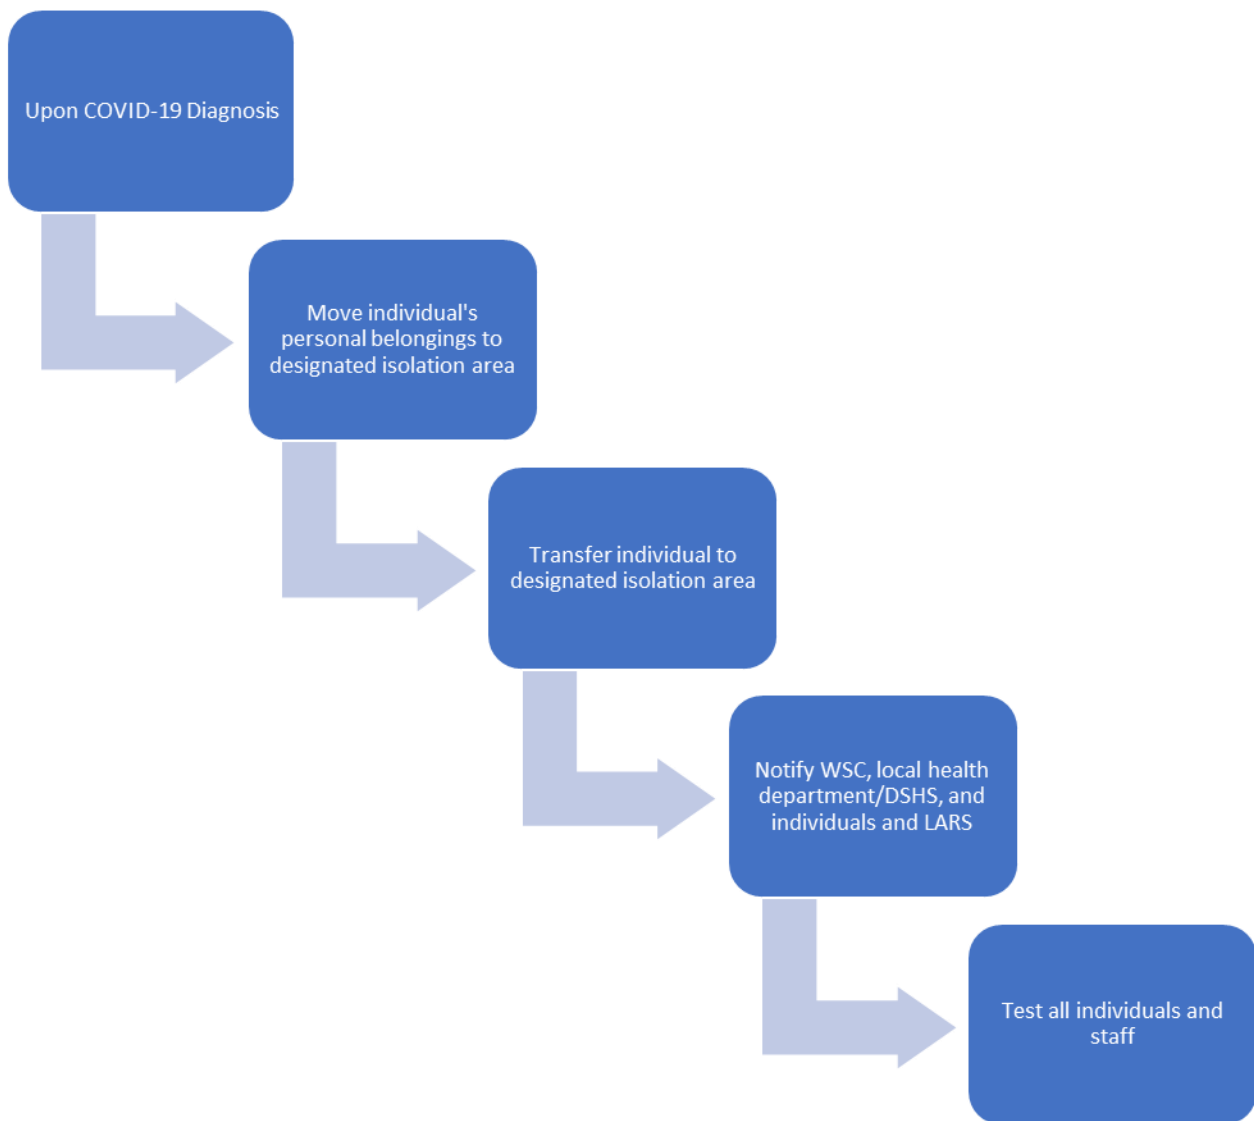 Upon COVID-19 Diagnosis
Move individual's
personal belongings to
designated isolation area
Transfer individual to
designated isolation area
Notify WSC, local health
department/DSHS, and
individuals and LARS
Test all individuals and
staff